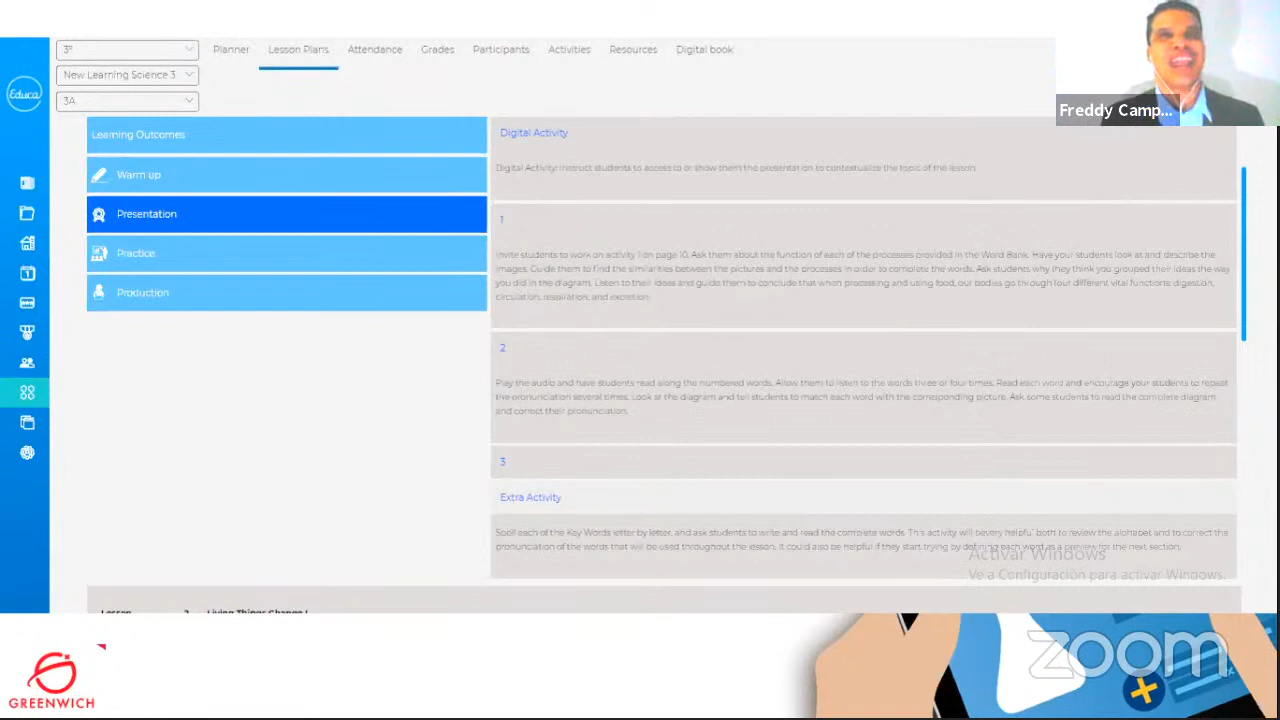 3°
Planner
Lesson Plans
Attendance
Grades
Participants
Activities
Resources
Digital book
New Learning Science 3
3A
Educa
Freddy Camp...
Learning Outcomes
Warm up
Presentation
Practice
Production
Digital Activity
Digital Activity: Instruct students to access to or show them the presentation to contextualize the topic of the lesson.
1
Invite students to work on activity 1 on page 10. Ask them about the function of each of the processes provided in the Word Bank. Have your students look at and describe the
images. Guide them to find the similarities between the pictures and the processes in order to complete the words. Ask students why they think you grouped their ideas the way
you did in the diagram. Listen to their ideas and guide them to conclude that when processing and using food, our bodies go through four different vital functions: digestion,
circulation, respiration, and excretion.
2
Play the audio and have students read along the numbered words. Allow them to listen to the words three or four times. Read each word and encourage your students to repeat
the pronunciation several times. Look at the diagram and tell students to match each word with the corresponding picture. Ask some students to read the complete diagram
and correct their pronunciation.
3
Extra Activity
Spell each of the Key Words letter by letter, and ask students to write and read the complete words. This activity will be very helpful both to review the alphabet and to correct the
pronunciation of the words that will be used throughout the lesson. It could also be helpful if they start trying by defining each word as a preview for the next section.
Activar Windows
Ve a Configuración para activar Windows.
Lesson 2 Living Things Change!
zoom
GREENWICH